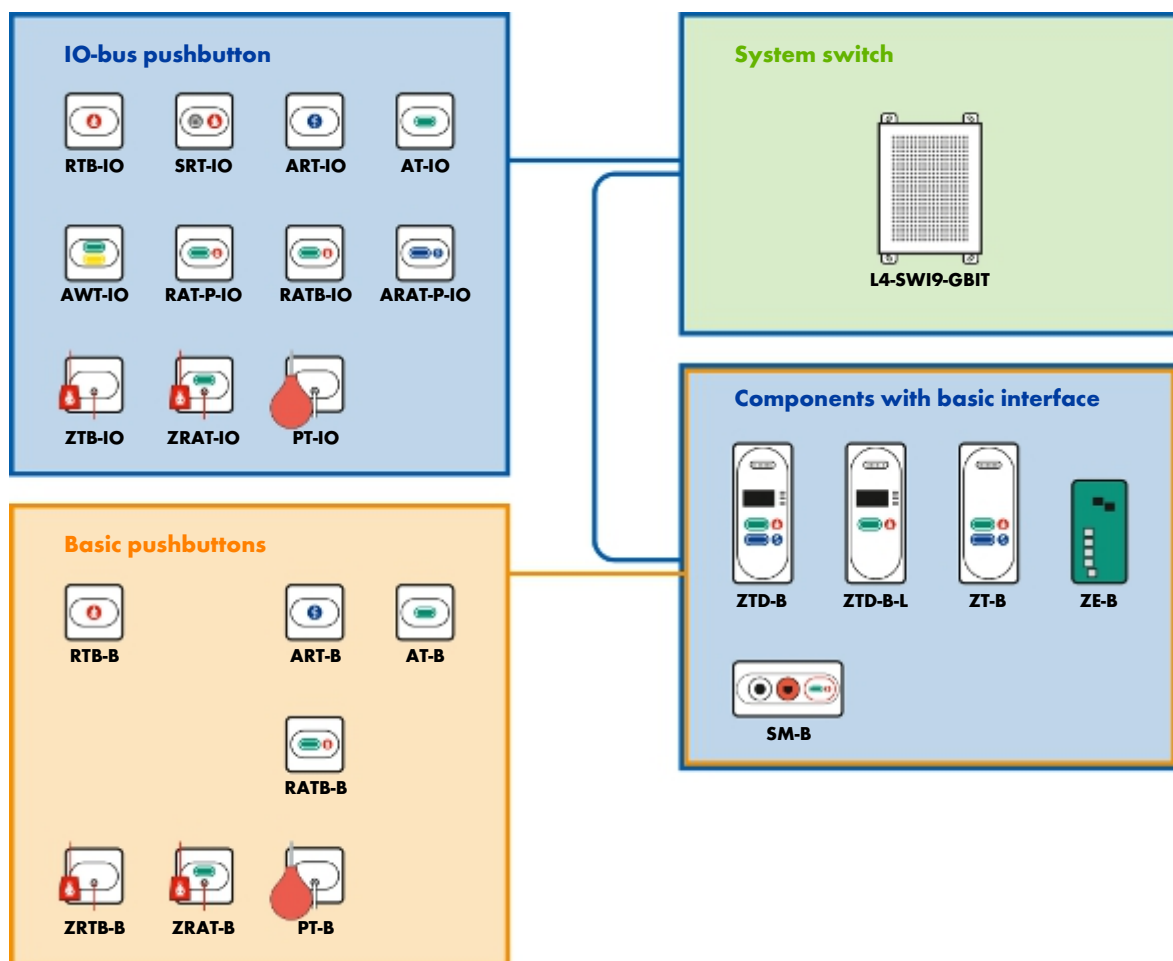 IO-bus pushbutton
RTB-IO SRT-IO ART-IO AT-IO
AWT-IO RAT-P-IO RATB-IO ARAT-P-IO
ZTB-IO ZRAT-IO PT-IO
System switch
L4-SWI9-GBIT
Components with basic interface
ZTD-B ZTD-B-L ZT-B ZE-B
SM-B
Basic pushbuttons
RTB-B ART-B AT-B
RATB-B
ZRTB-B ZRAT-B PT-B